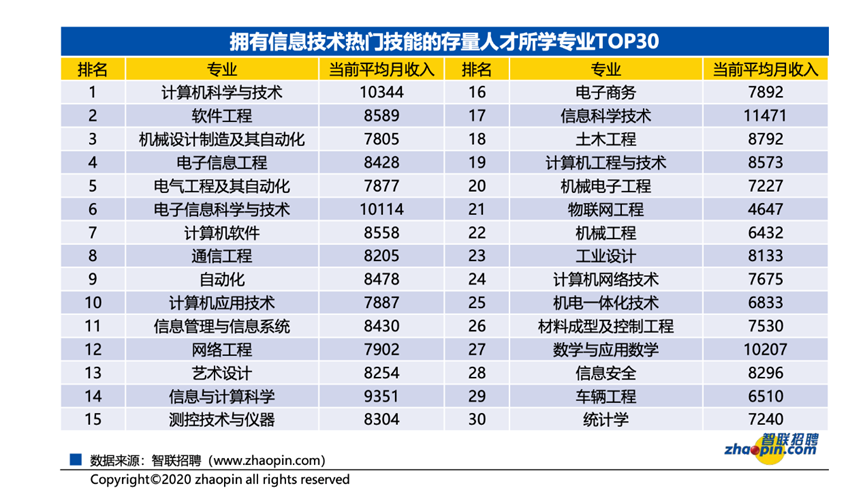 拥有信息技术热门技能的存量人才所学专业TOP30
排名 专业 当前平均月收入 排名 专业 当前平均月收入
1 计算机科学与技术 10344 16 电子商务 7892
2 软件工程 8589 17 信息科学技术 11471
3 机械设计制造及其自动化 7805 18 土木工程 8792
4 电子信息工程 8428 19 计算机工程与技术 8573
5 电气工程及其自动化 7877 20 机械电子工程 7227
6 电子信息科学与技术 10114 21 物联网工程 4647
7 计算机软件 8558 22 机械工程 6432
8 通信工程 8205 23 工业设计 8133
9 自动化 8478 24 计算机网络技术 7675
10 计算机应用技术 7887 25 机电一体化技术 6833
11 信息管理与信息系统 8430 26 材料成型及控制工程 7530
12 网络工程 7902 27 数学与应用数学 10207
13 艺术设计 8254 28 信息安全 8296
14 信息与计算科学 9351 29 车辆工程 6510
15 测控技术与仪器 8304 30 统计学 7240
智联招聘
zhaopin.com
数据来源：智联招聘（www.zhaopin.com）
Copyright©2020 zhaopin all rights reserved